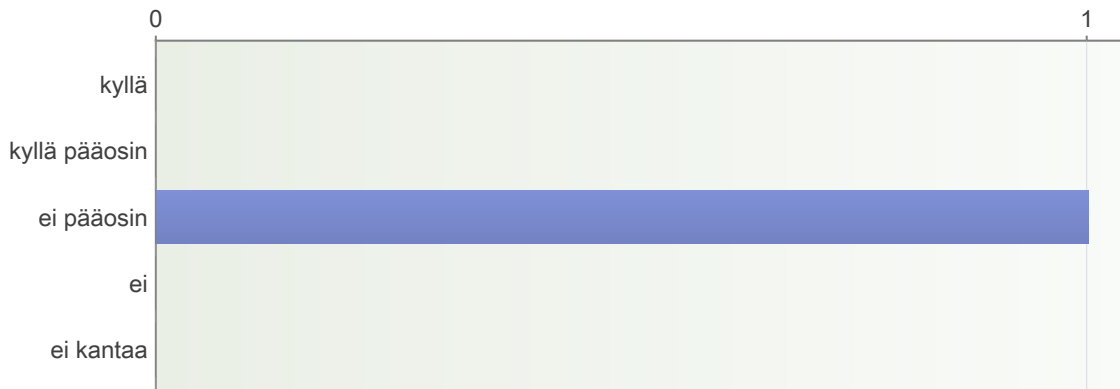 0 1
kyllä
kyllä pääosin
ei pääosin
ei
ei kantaa